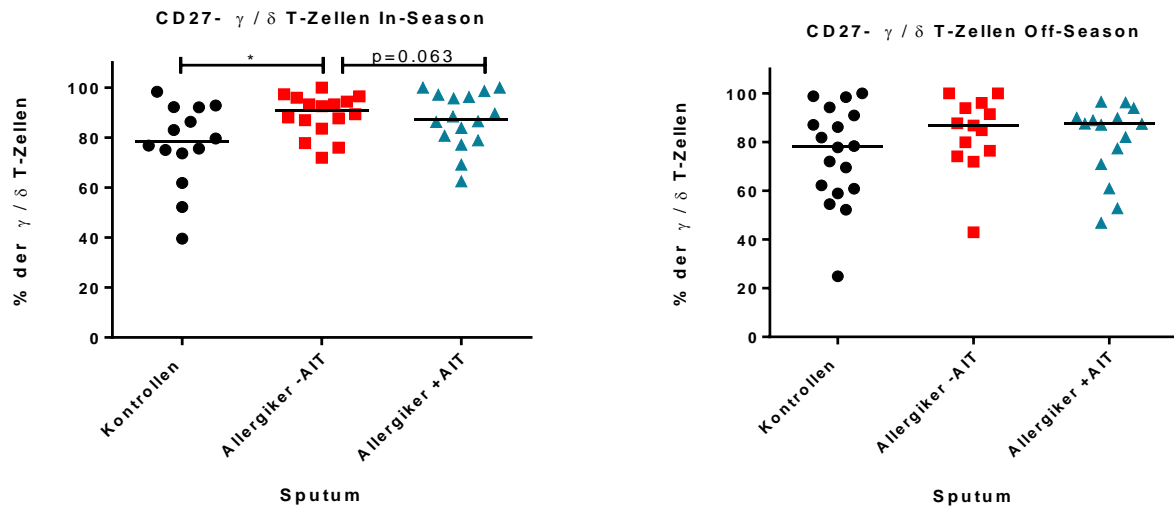 CD27- γ / δ T-Zellen In-Season
*
p=0.063
% der γ / δ T-Zellen
100
80
60
40
20
0
Kontrollen
Allergiker -AIT
Allergiker +AIT
Sputum
CD27- γ / δ T-Zellen Off-Season
% der γ / δ T-Zellen
100
80
60
40
20
0
Kontrollen
Allergiker -AIT
Allergiker +AIT
Sputum